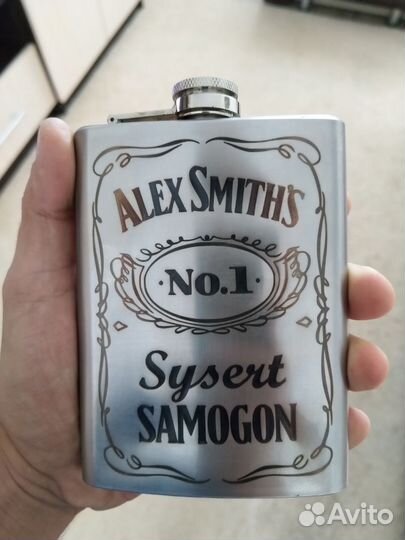 ALEX SMITH'S
No.1
Sysert
SAMOGON
Avito